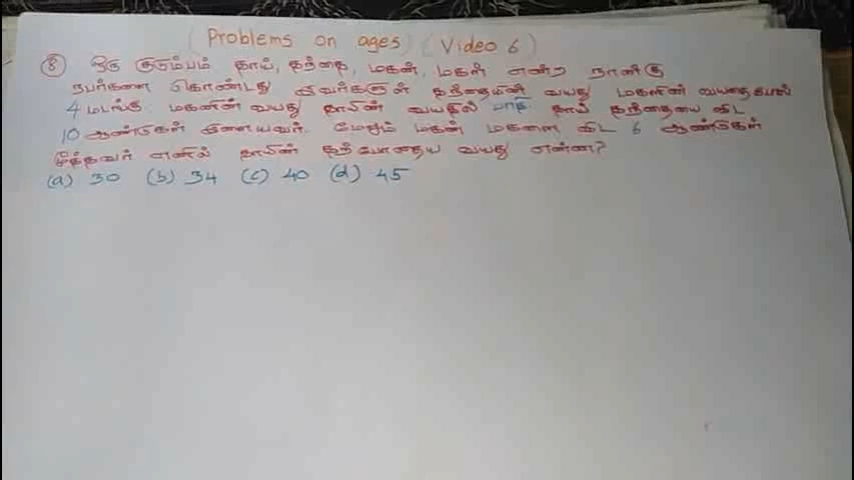 (Problems on ages) (Video 6)
⑧ ஒரு குடும்பம் தாய், தந்தை, மகன், மகள் என்ற நான்கு
நபர்களை கொண்டது இவர்களுள் தந்தையின் வயது மகளின் வயதைபோல்
4 மடங்கு. மகனின் வயது தாயின் வயதில் பாதி தாய் தந்தையை விட
10 ஆண்டுகள் இளையவர். மேலும் மகன் மகளை விட 6 ஆண்டுகள்
மூத்தவர் எனில் தாயின் தற்போதைய வயது என்ன?
(a) 30 (b) 34 (c) 40 (d) 45